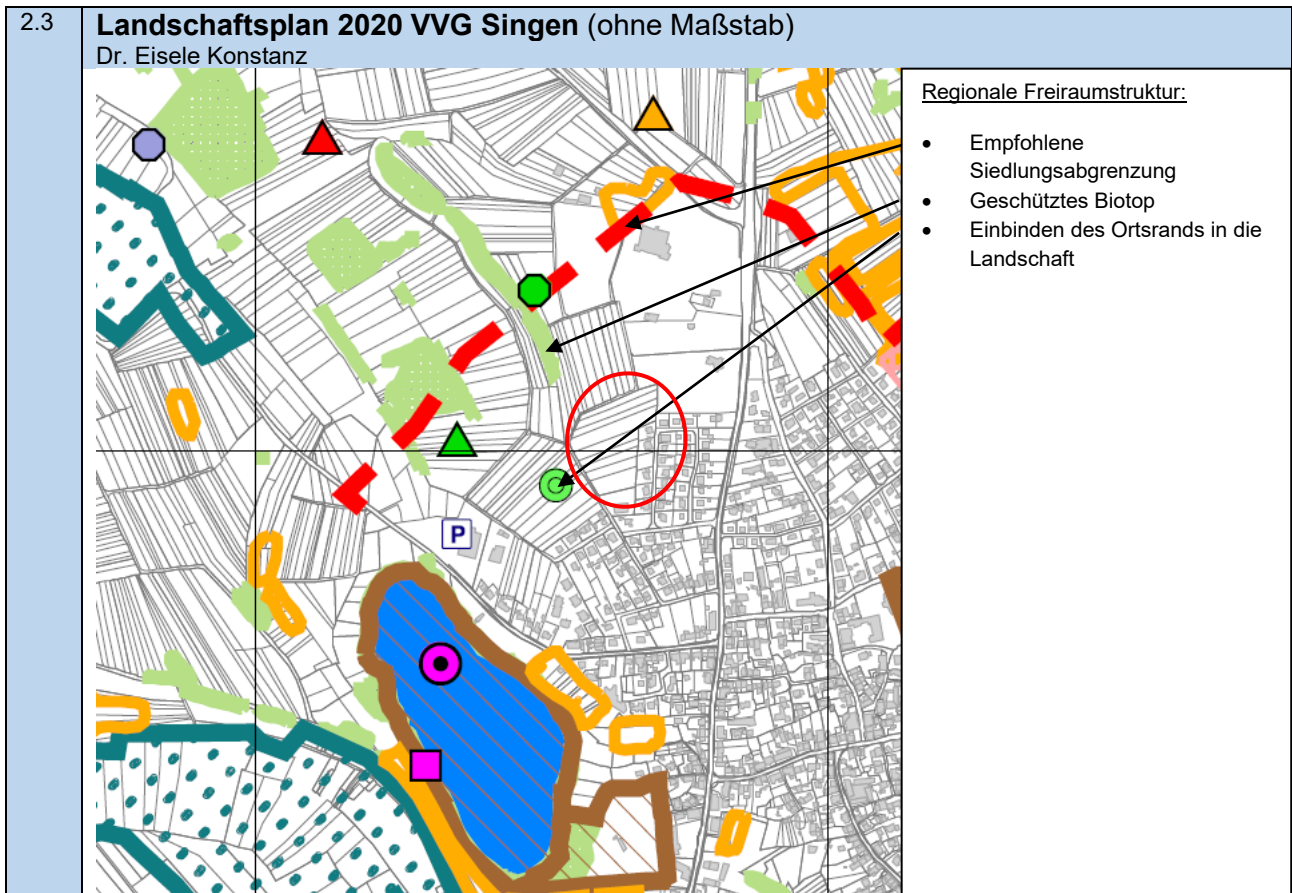 2.3
Landschaftsplan 2020 VVG Singen (ohne Maßstab)
Dr. Eisele Konstanz
Regionale Freiraumstruktur:
• Empfohlene
Siedlungsabgrenzung
• Geschütztes Biotop
• Einbinden des Ortsrands in die
Landschaft
P